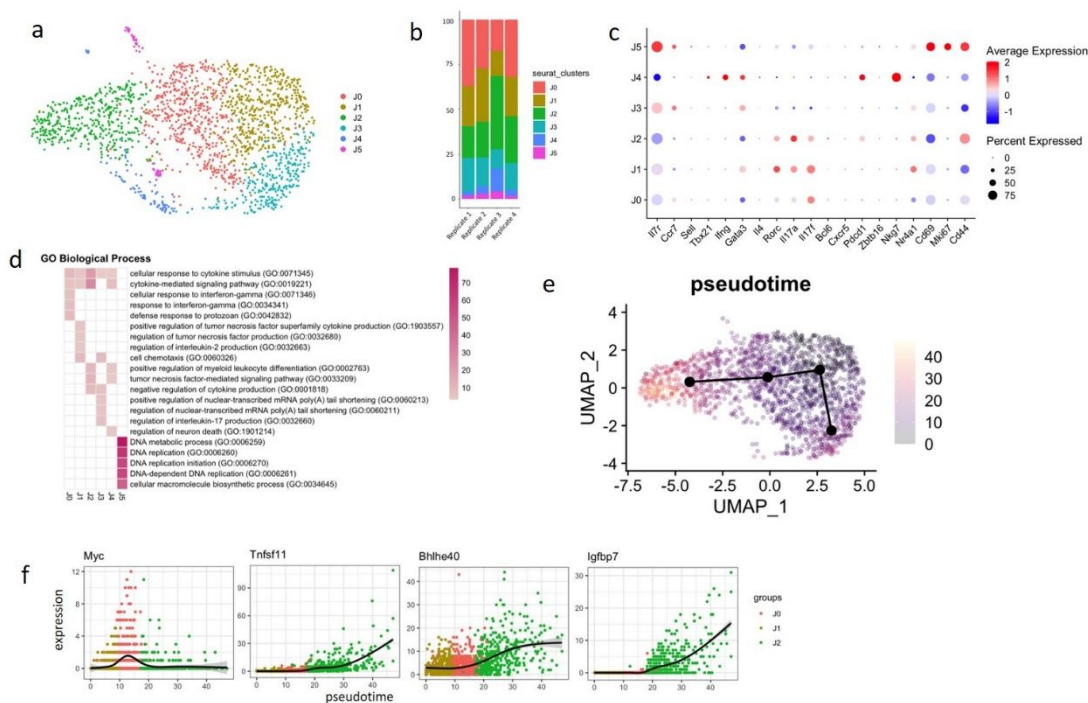 a
J0
J1
J2
J3
J4
J5
b
100
75
50
25
0
Replicate 1
Replicate 2
Replicate 3
Replicate 4
seurat_clusters
J0
J1
J2
J3
J4
J5
c
J5
J4
J3
J2
J1
J0
Il7r
Ccr7
Sell
Tbx21
Ifng
Gata3
Il4
Rorc
Il17a
Il17f
Bcl6
Cxcr5
Pdcd1
Zbtb16
Nkg7
Nr4a1
Cd69
Mki67
Cd44
Average Expression
2
1
0
-1
Percent Expressed
0
25
50
75
d
GO Biological Process
cellular response to cytokine stimulus (GO:0071345)
cytokine-mediated signaling pathway (GO:0019221)
cellular response to interferon-gamma (GO:0071346)
response to interferon-gamma (GO:0034341)
defense response to protozoan (GO:0042832)
positive regulation of tumor necrosis factor superfamily cytokine production (GO:1903557)
regulation of tumor necrosis factor production (GO:0032680)
regulation of interleukin-2 production (GO:0032663)
cell chemotaxis (GO:0060326)
positive regulation of myeloid leukocyte differentiation (GO:0002763)
tumor necrosis factor-mediated signaling pathway (GO:0033209)
negative regulation of cytokine production (GO:0001818)
positive regulation of nuclear-transcribed mRNA poly(A) tail shortening (GO:0060213)
regulation of nuclear-transcribed mRNA poly(A) tail shortening (GO:0060211)
regulation of interleukin-17 production (GO:0032660)
regulation of neuron death (GO:1901214)
DNA metabolic process (GO:0006259)
DNA replication (GO:0006260)
DNA replication initiation (GO:0006270)
DNA-dependent DNA replication (GO:0006261)
cellular macromolecule biosynthetic process (GO:0034645)
J0
J1
J2
J3
J4
J5
70
60
50
40
30
20
10
e
pseudotime
UMAP_2
4
2
0
-2
-4
-7.5
-5.0
-2.5
0.0
2.5
5.0
UMAP_1
40
30
20
10
0
f
Myc
Tnfsf11
Bhlhe40
Igfbp7
expression
12
9
6
3
0
0 10 20 30 40
90
60
30
0
0 10 20 30 40
40
30
20
10
0
0 10 20 30 40
30
20
10
0
0 10 20 30 40
pseudotime
groups
J0
J1
J2